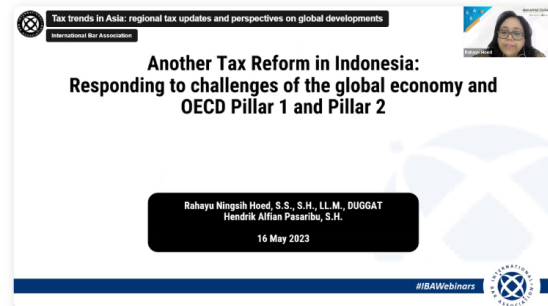 Tax trends in Asia: regional tax updates and perspectives on global developments
International Bar Association
Rahayu Hoed
Another Tax Reform in Indonesia:
Responding to challenges of the global economy and
OECD Pillar 1 and Pillar 2
Rahayu Ningsih Hoed, S.S., S.H., LL.M., DUGGAT
Hendrik Alfian Pasaribu, S.H.
16 May 2023
#IBAWebinars